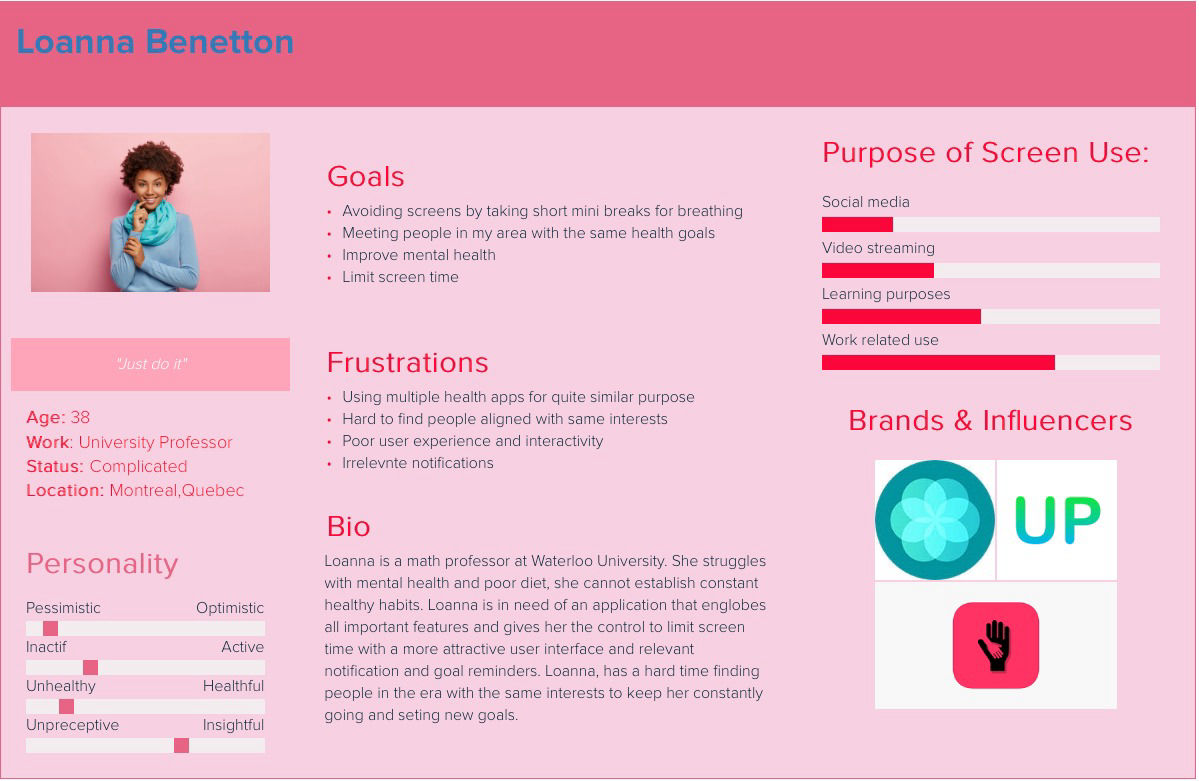 Loanna Benetton
"Just do it"
Age: 38
Work: University Professor
Status: Complicated
Location: Montreal,Quebec
Personality
Pessimistic Optimistic
Inactif Active
Unhealthy Healthful
Unpreceptive Insightful
Goals
• Avoiding screens by taking short mini breaks for breathing
• Meeting people in my area with the same health goals
• Improve mental health
• Limit screen time
Frustrations
• Using multiple health apps for quite similar purpose
• Hard to find people aligned with same interests
• Poor user experience and interactivity
• Irrelevnte notifications
Bio
Loanna is a math professor at Waterloo University. She struggles
with mental health and poor diet, she cannot establish constant
healthy habits. Loanna is in need of an application that englobes
all important features and gives her the control to limit screen
time with a more attractive user interface and relevant
notification and goal reminders. Loanna, has a hard time finding
people in the era with the same interests to keep her constantly
going and seting new goals.
Purpose of Screen Use:
Social media
Video streaming
Learning purposes
Work related use
Brands & Influencers
UP